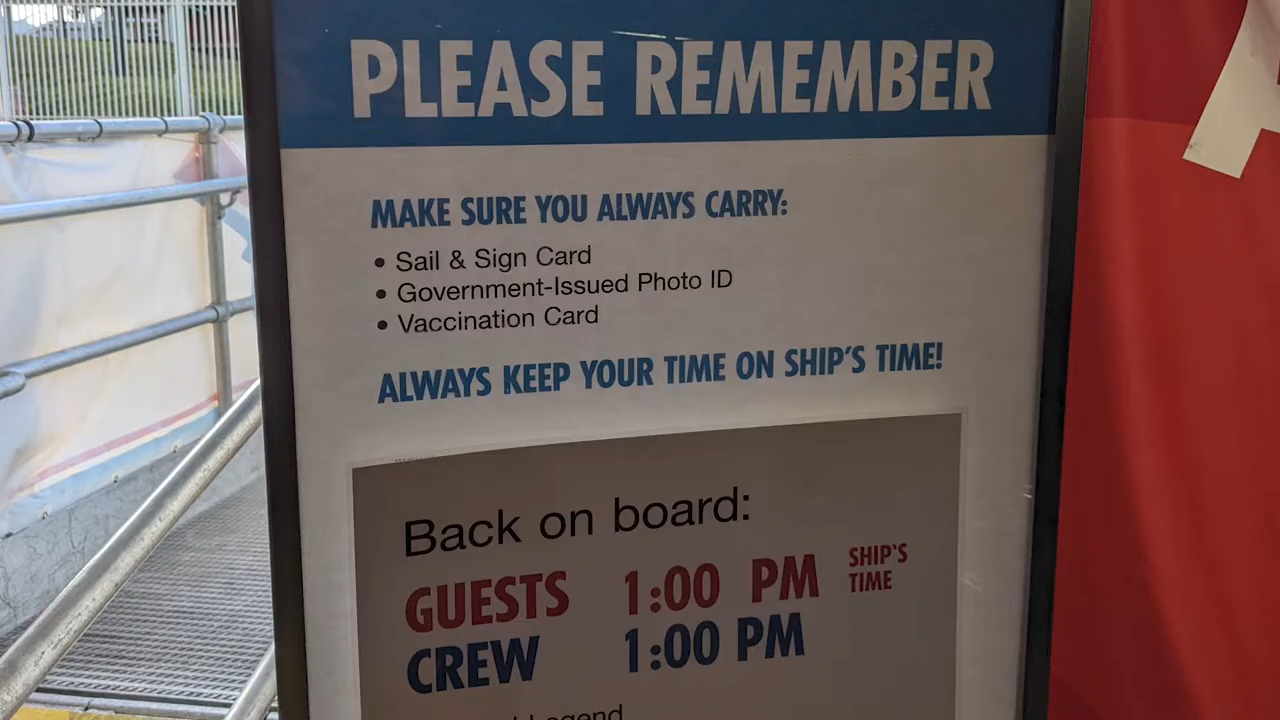 PLEASE REMEMBER
MAKE SURE YOU ALWAYS CARRY:
• Sail & Sign Card
• Government-Issued Photo ID
• Vaccination Card
ALWAYS KEEP YOUR TIME ON SHIP'S TIME!
Back on board:
GUESTS 1:00 PM SHIP'S TIME
CREW 1:00 PM
Legend